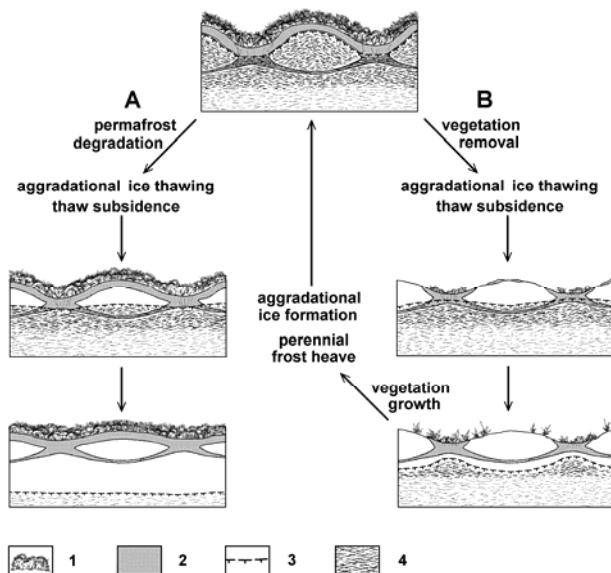 A
B
permafrost
degradation
vegetation
removal
aggradational ice thawing
thaw subsidence
aggradational ice thawing
thaw subsidence
aggradational
ice formation
perennial
frost heave
vegetation
growth
1
2
3
4